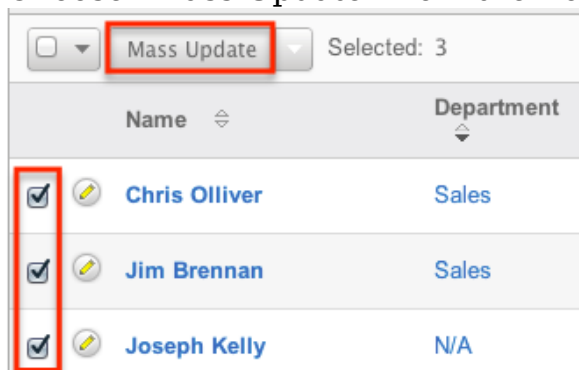 Mass Update Selected: 3
Name Department
Chris Olliver Sales
Jim Brennan Sales
Joseph Kelly N/A